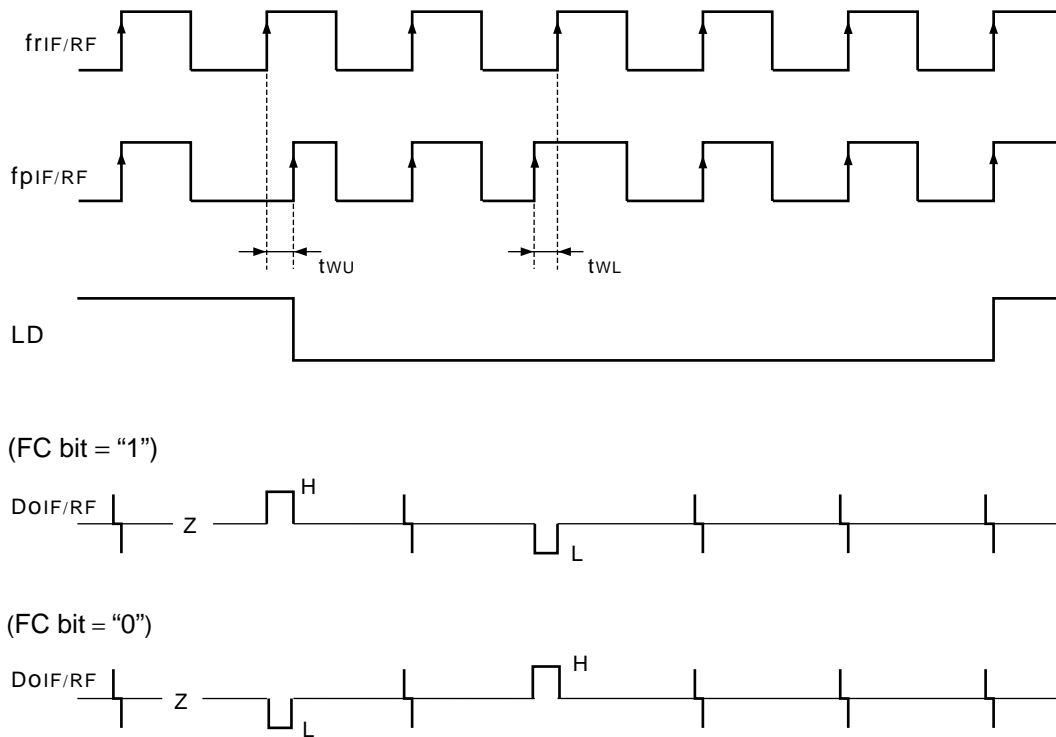 frIF/RF
fpIF/RF
tWU
tWL
LD
(FC bit = “1”)
DoIF/RF
Z
H
L
(FC bit = “0”)
DoIF/RF
Z
L
H